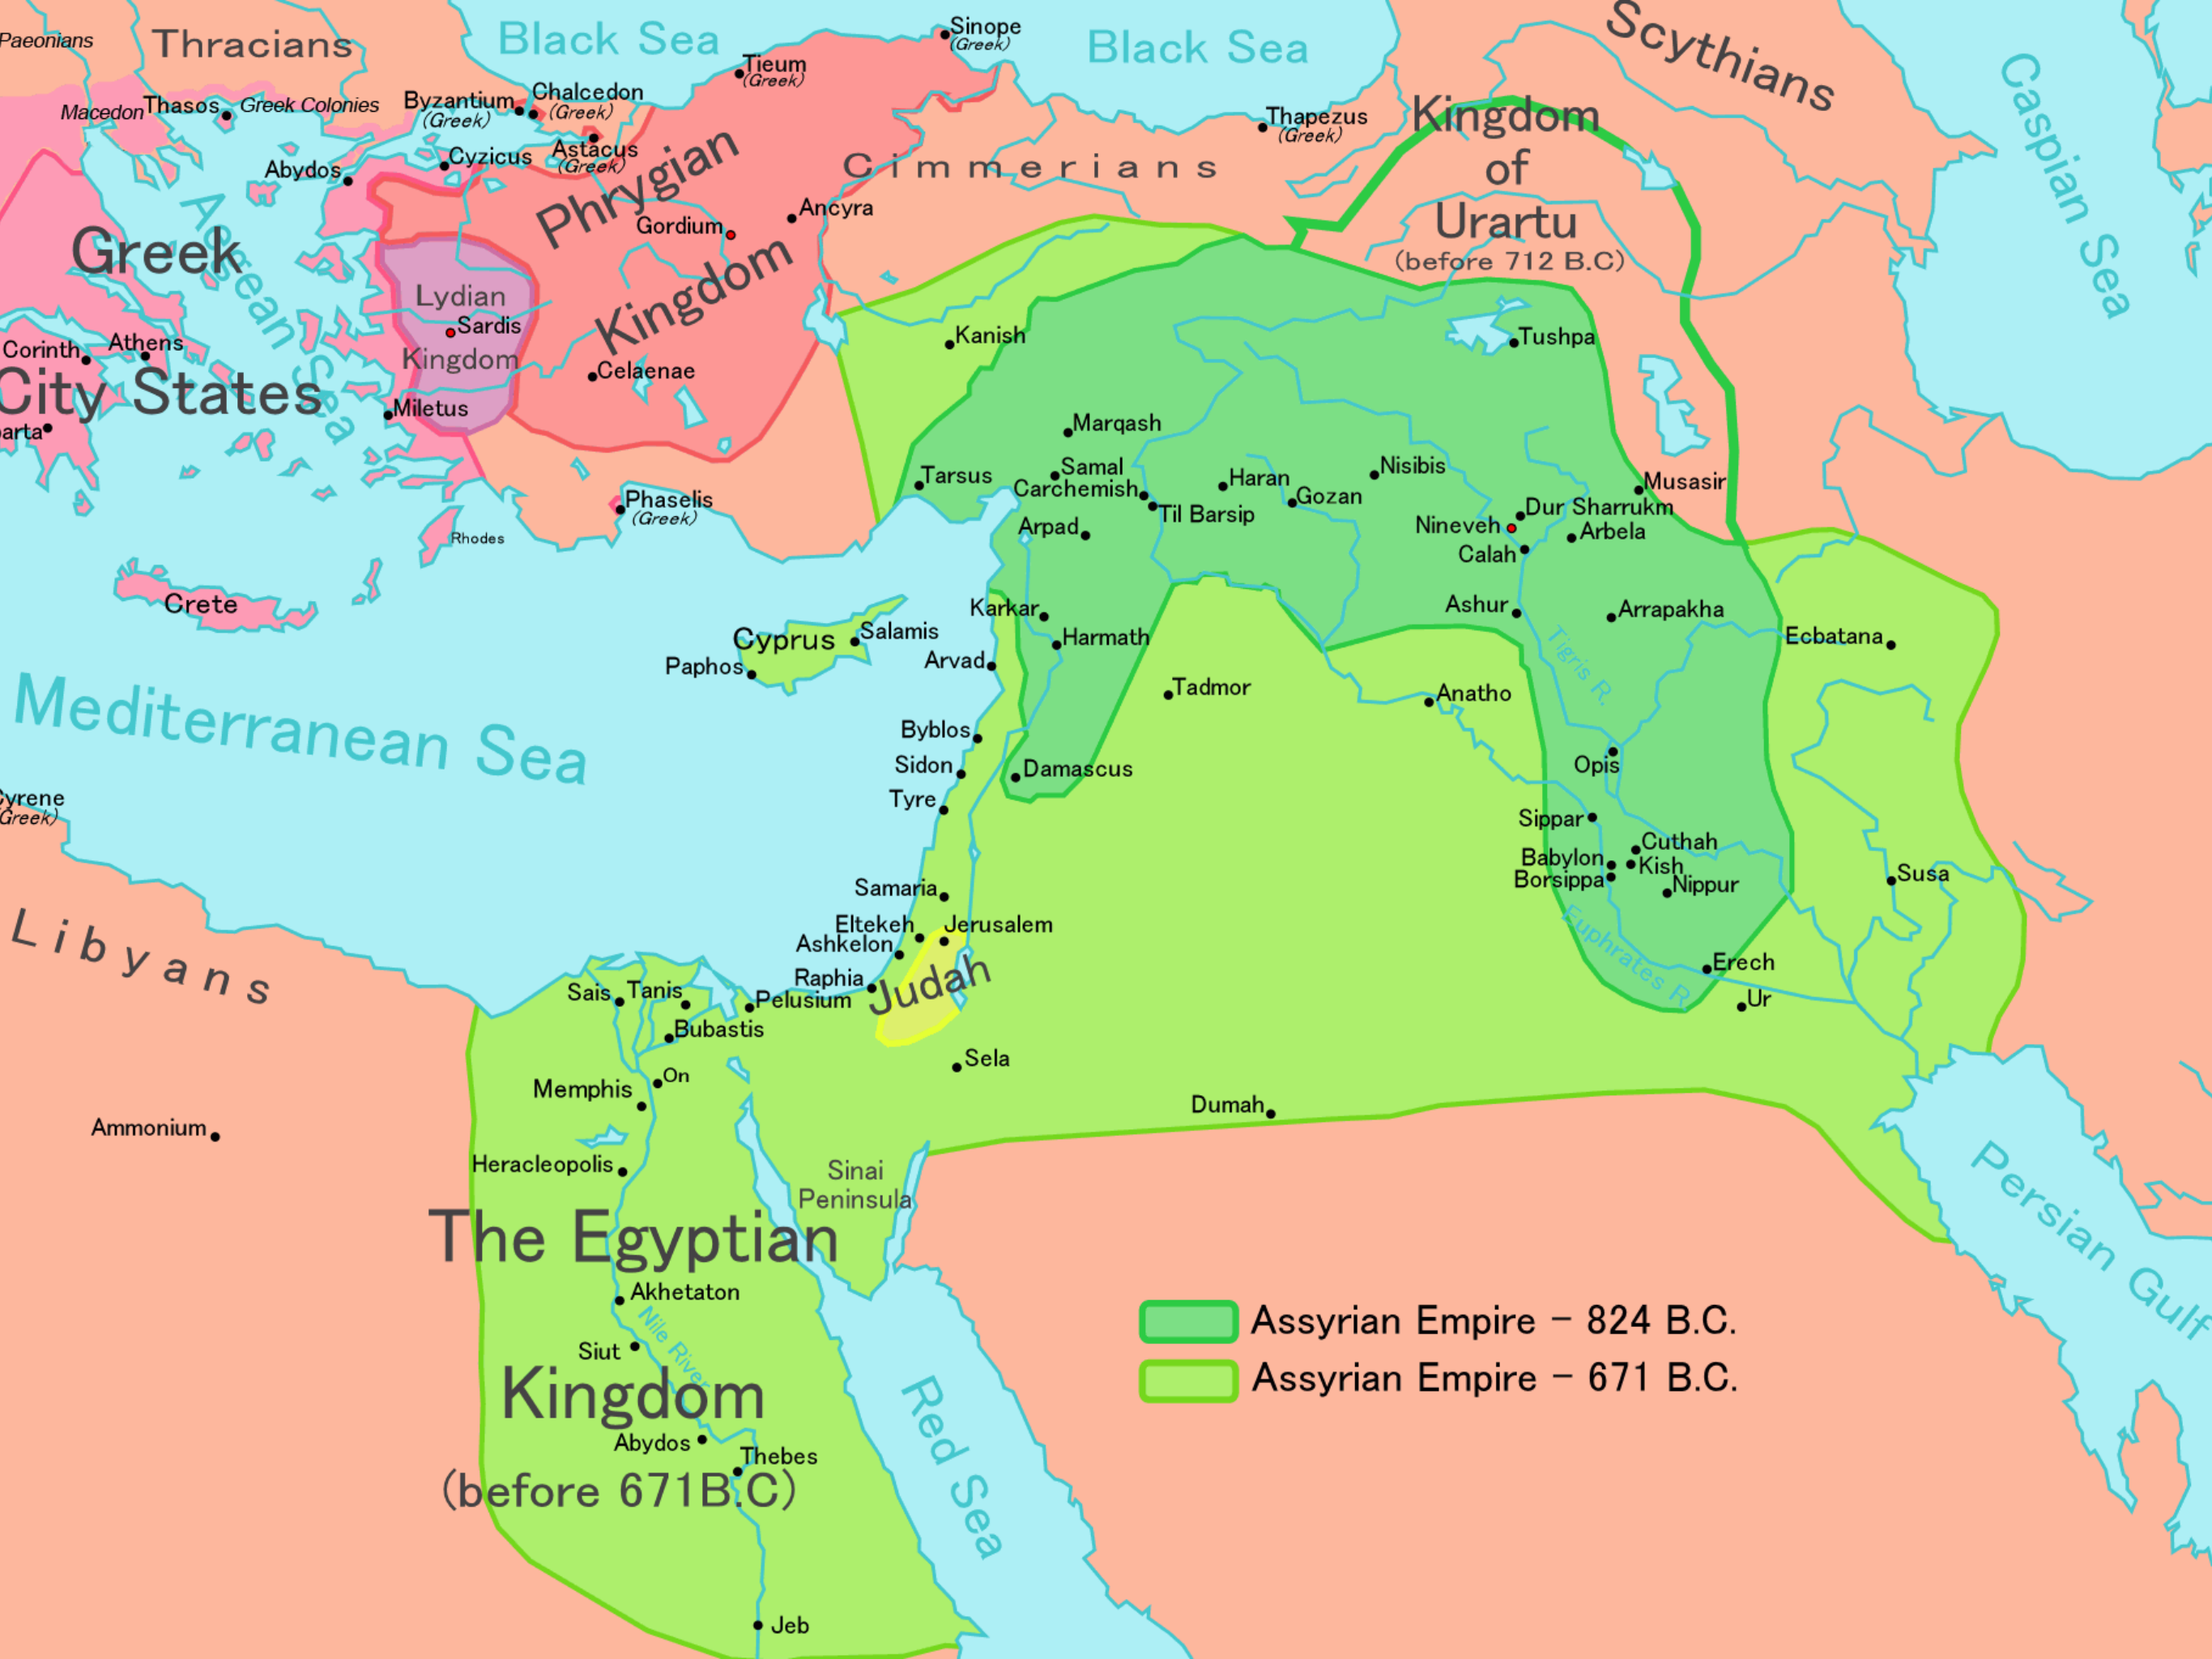 Paeonians
Thracians
Black Sea
Sinope
(Greek)
Black Sea
Scythians
Caspian Sea
Tieum
(Greek)
Macedon
Thasos
Greek Colonies
Byzantium
(Greek)
Chalcedon
(Greek)
Astacus
(Greek)
Thapezus
(Greek)
Kingdom
of
Urartu
(before 712 B.C)
Abydos
Cyzicus
Phrygian
Kingdom
Cimmerians
Gordium
Ancyra
Aegean Sea
Greek
City States
Lydian
Sardis
Kingdom
Corinth
Athens
arta
Miletus
Celaenae
Kanish
Tushpa
Marqash
Tarsus
Samal
Carchemish
Til Barsip
Haran
Gozan
Nisibis
Musasir
Dur Sharrukm
Nineveh
Arbela
Calah
Arpad
Phaselis
(Greek)
Rhodes
Crete
Karkar
Harmath
Ashur
Arrapakha
Ecbatana
Cyprus
Salamis
Paphos
Arvad
Tigris R.
Tadmor
Anatho
Mediterranean Sea
Byblos
Sidon
Damascus
Tyre
Opis
Cyrene
(Greek)
Sippar
Cuthah
Babylon
Kish
Borsippa
Nippur
Susa
Samaria
Eltekeh
Jerusalem
Ashkelon
Euphrates R.
Libyans
Raphia
Judah
Erech
Ur
Sais
Tanis
Pelusium
Bubastis
Sela
On
Memphis
Dumah
Ammonium
Heracleopolis
Sinai
Peninsula
Persian Gulf
The Egyptian
Kingdom
(before 671B.C)
Akhetaton
Nile River
Siut
Abydos
Thebes
Red Sea
Jeb
Assyrian Empire – 824 B.C.
Assyrian Empire – 671 B.C.